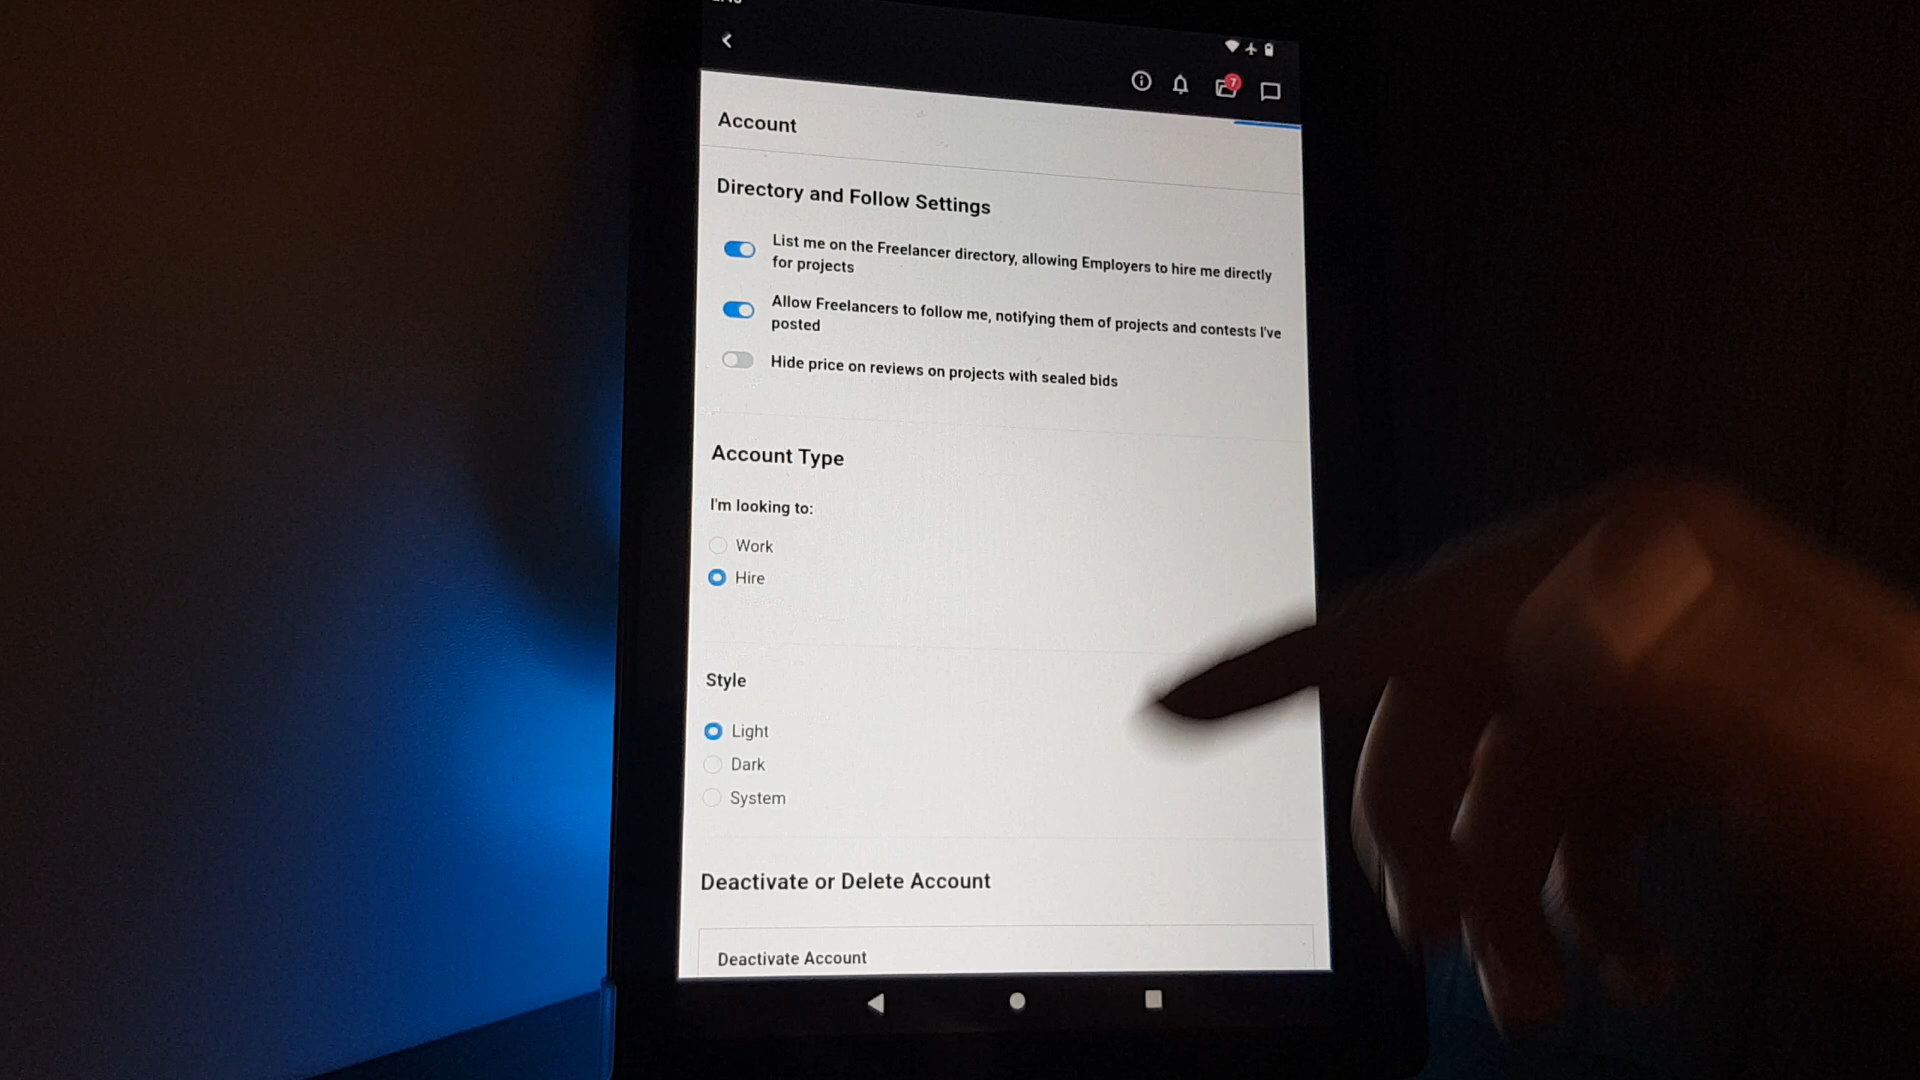 7
Account
Directory and Follow Settings
List me on the Freelancer directory, allowing Employers to hire me directly
for projects
Allow Freelancers to follow me, notifying them of projects and contests I've
posted
Hide price on reviews on projects with sealed bids
Account Type
I'm looking to:
Work
Hire
Style
Light
Dark
System
Deactivate or Delete Account
Deactivate Account